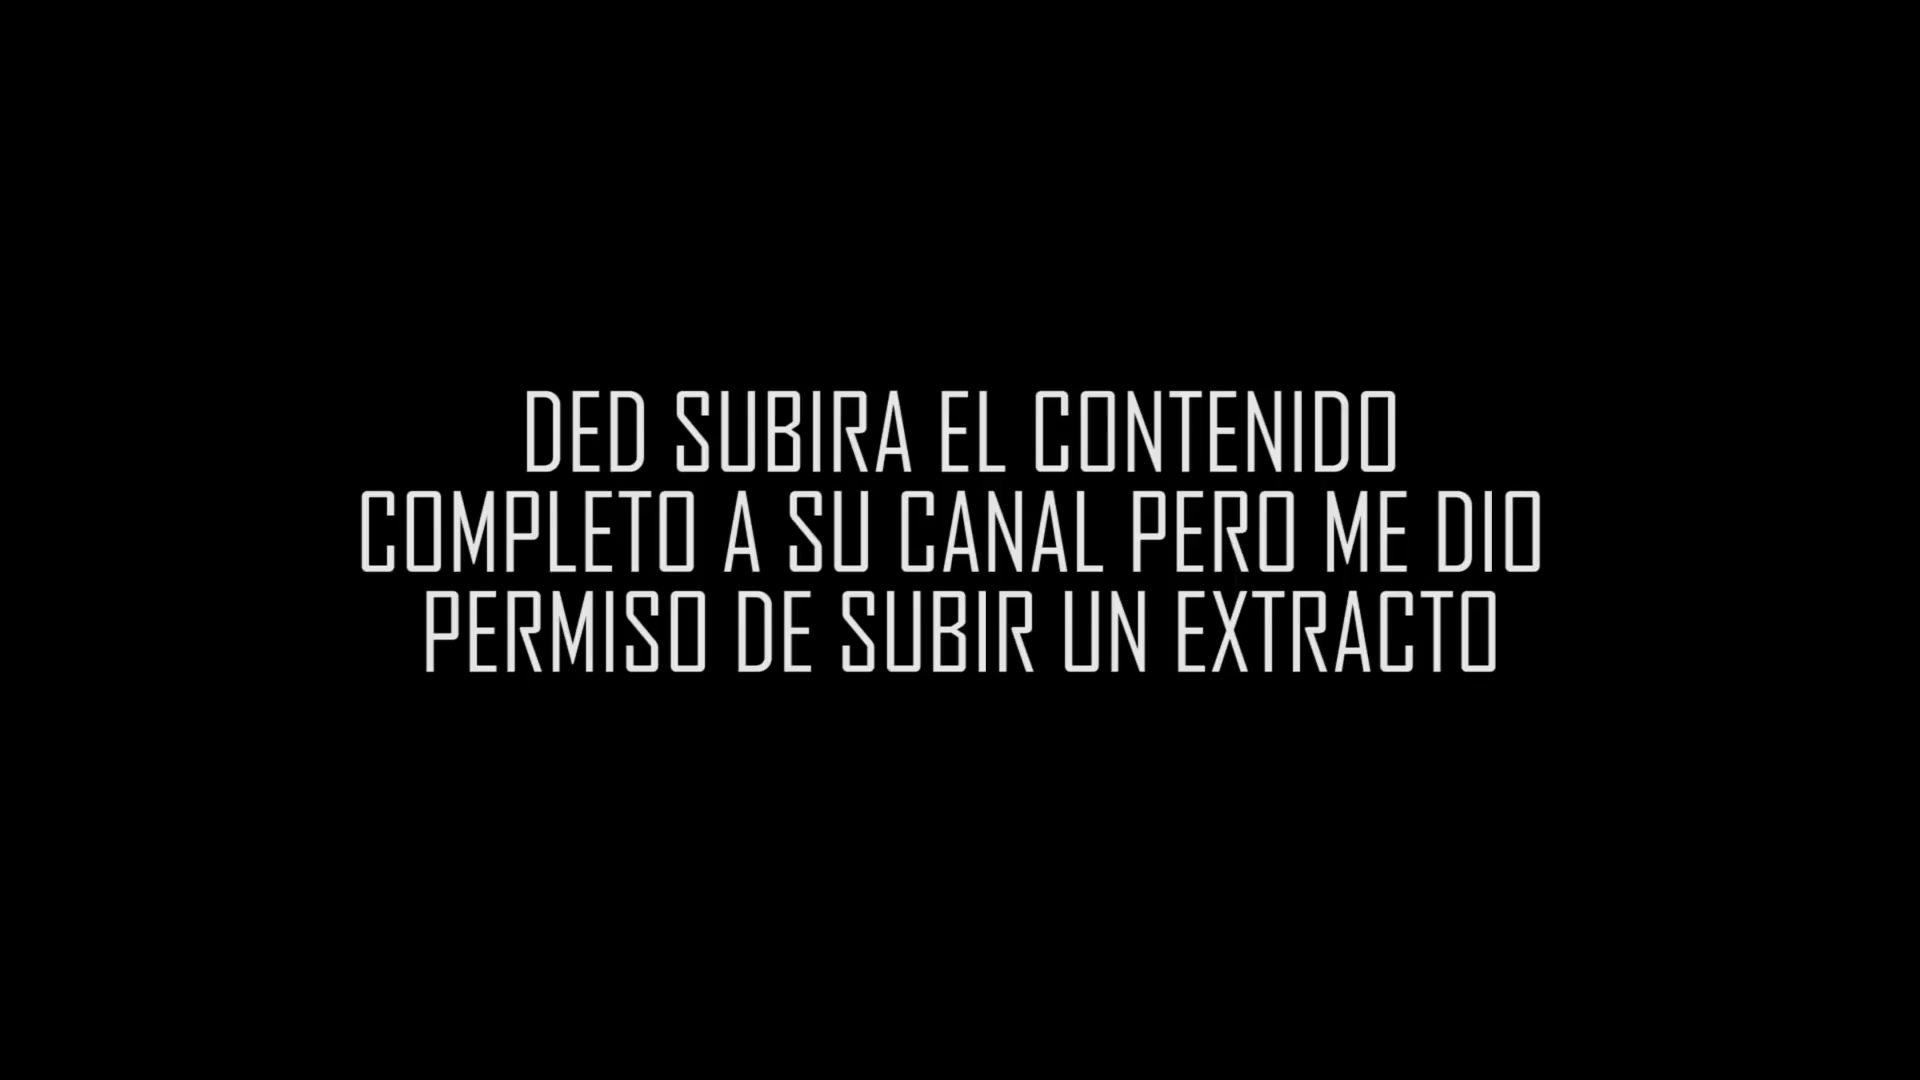 DED SUBIRA EL CONTENIDO
COMPLETO A SU CANAL PERO ME DIO
PERMISO DE SUBIR UN EXTRACTO